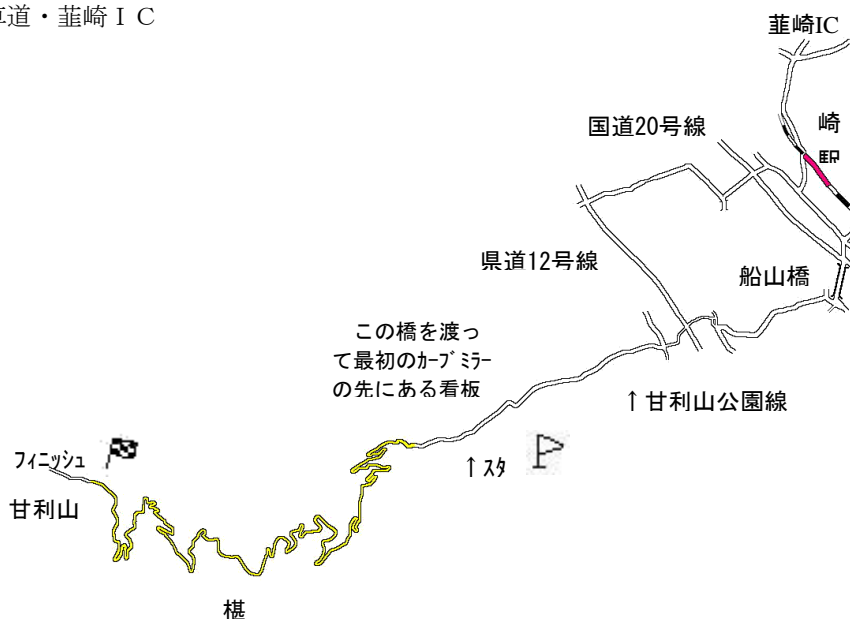 車道・韮崎ＩＣ
韮崎IC
崎
駅
国道20号線
県道12号線
船山橋
この橋を渡っ
て最初のｶｰﾌﾞﾐﾗｰ
の先にある看板
↑甘利山公園線
↑ｽﾀ
ﾌｨﾆｯｼｭ
甘利山
椹